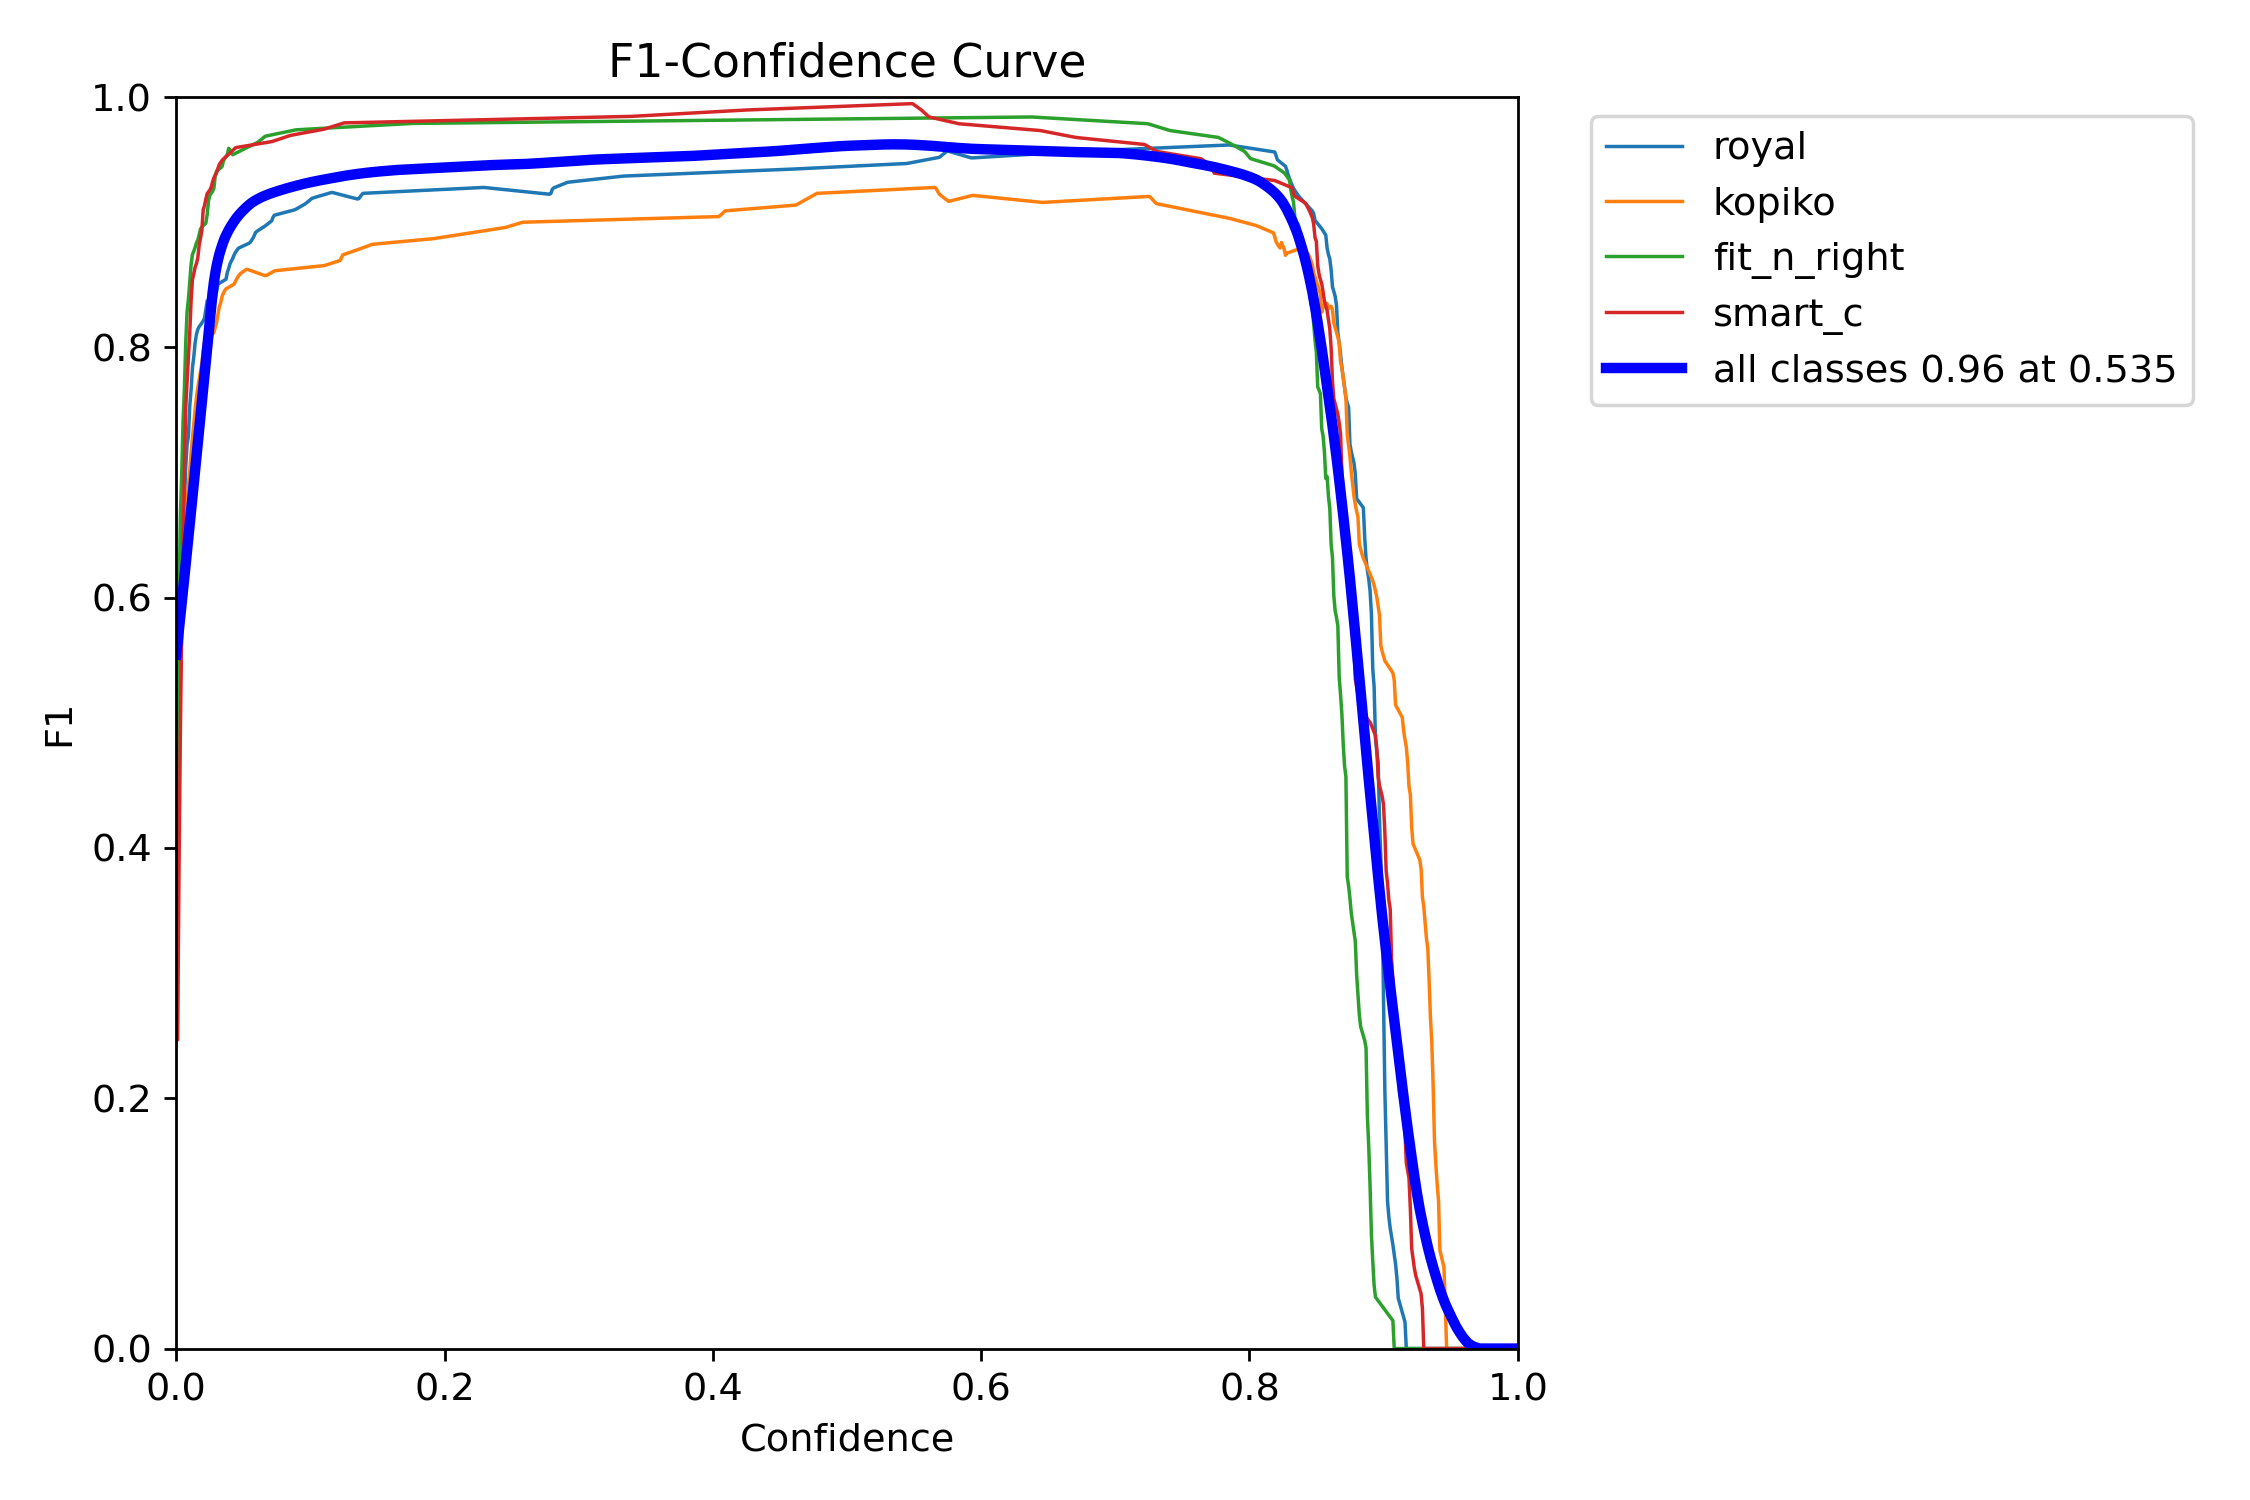 F1-Confidence Curve
1.0
0.8
0.6
0.4
0.2
0.0
F1
0.0 0.2 0.4 0.6 0.8 1.0
Confidence
royal
kopiko
fit_n_right
smart_c
all classes 0.96 at 0.535